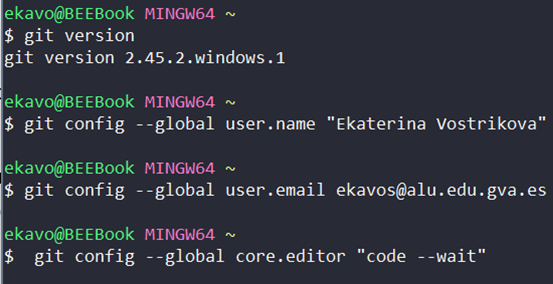 ekavo@BEEBook MINGW64 ~
$ git version
git version 2.45.2.windows.1
ekavo@BEEBook MINGW64 ~
$ git config --global user.name "Ekaterina Vostrikova"
ekavo@BEEBook MINGW64 ~
$ git config --global user.email ekavos@alu.edu.gva.es
ekavo@BEEBook MINGW64 ~
$  git config --global core.editor "code --wait"